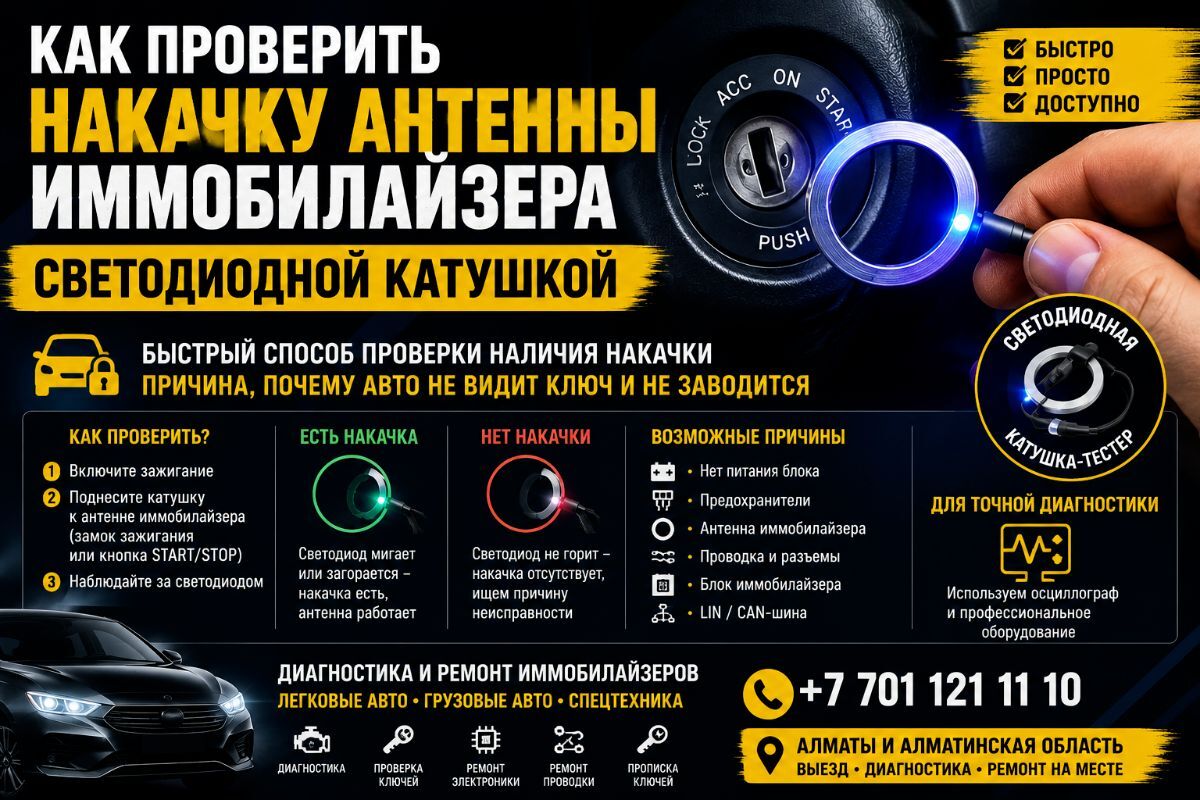 КАК ПРОВЕРИТЬ
НАКАЧКУ АНТЕННЫ
ИММОБИЛАЙЗЕРА
СВЕТОДИОДНОЙ КАТУШКОЙ
LOCK ACC ON START
PUSH
БЫСТРО
ПРОСТО
ДОСТУПНО
БЫСТРЫЙ СПОСОБ ПРОВЕРКИ НАЛИЧИЯ НАКАЧКИ
ПРИЧИНА, ПОЧЕМУ АВТО НЕ ВИДИТ КЛЮЧ И НЕ ЗАВОДИТСЯ
СВЕТОДИОДНАЯ
КАТУШКА-ТЕСТЕР
КАК ПРОВЕРИТЬ?
1 Включите зажигание
2 Поднесите катушку
к антенне иммобилайзера
(замок зажигания
или кнопка START/STOP)
3 Наблюдайте за светодиодом
ЕСТЬ НАКАЧКА
Светодиод мигает
или загорается –
накачка есть,
антенна работает
НЕТ НАКАЧКИ
Светодиод не горит –
накачка отсутствует,
ищем причину
неисправности
ВОЗМОЖНЫЕ ПРИЧИНЫ
• Нет питания блока
• Предохранители
• Антенна иммобилайзера
• Проводка и разъемы
• Блок иммобилайзера
• LIN / CAN-шина
ДЛЯ ТОЧНОЙ ДИАГНОСТИКИ
Используем осциллограф
и профессиональное
оборудование
ДИАГНОСТИКА И РЕМОНТ ИММОБИЛАЙЗЕРОВ
ЛЕГКОВЫЕ АВТО • ГРУЗОВЫЕ АВТО • СПЕЦТЕХНИКА
ДИАГНОСТИКА
ПРОВЕРКА
КЛЮЧЕЙ
РЕМОНТ
ЭЛЕКТРОНИКИ
РЕМОНТ
ПРОВОДКИ
ПРОПИСКА
КЛЮЧЕЙ
+7 701 121 11 10
АЛМАТЫ И АЛМАТИНСКАЯ ОБЛАСТЬ
ВЫЕЗД • ДИАГНОСТИКА • РЕМОНТ НА МЕСТЕ